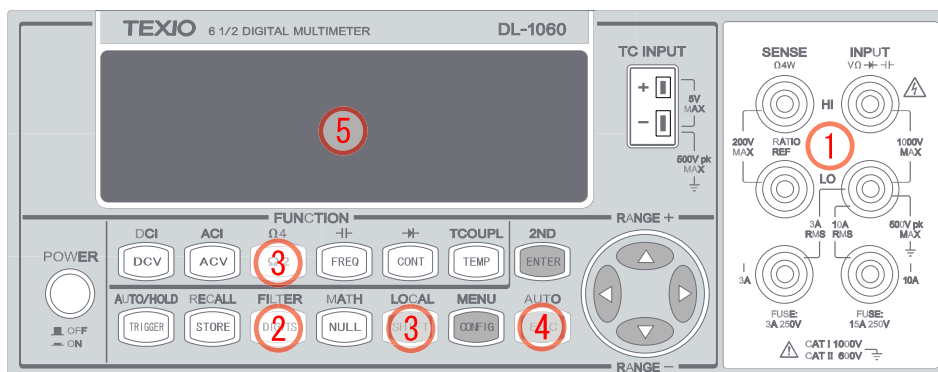 TEXIO 6 1/2 DIGITAL MULTIMETER DL-1060
5
TC INPUT
+
−
5V
MAX
500V pk
MAX
SENSE
Ω4W
INPUT
VΩ
HI
200V
MAX
RATIO
REF
1
1000V
MAX
LO
3A
RMS
10A
RMS
500V pk
MAX
I
3A
I
10A
FUSE:
3A 250V
FUSE:
15A 250V
CAT I 1000V
CAT II 600V
FUNCTION
DCI ACI Ω4 TCOUPL 2ND
DCV ACV 3 FREQ CONT TEMP ENTER
POWER
OFF
ON
AUTO/HOLD RECALL FILTER MATH LOCAL MENU AUTO
TRIGGER STORE 2 NULL 3 CONFIG 4
RANGE +
RANGE −